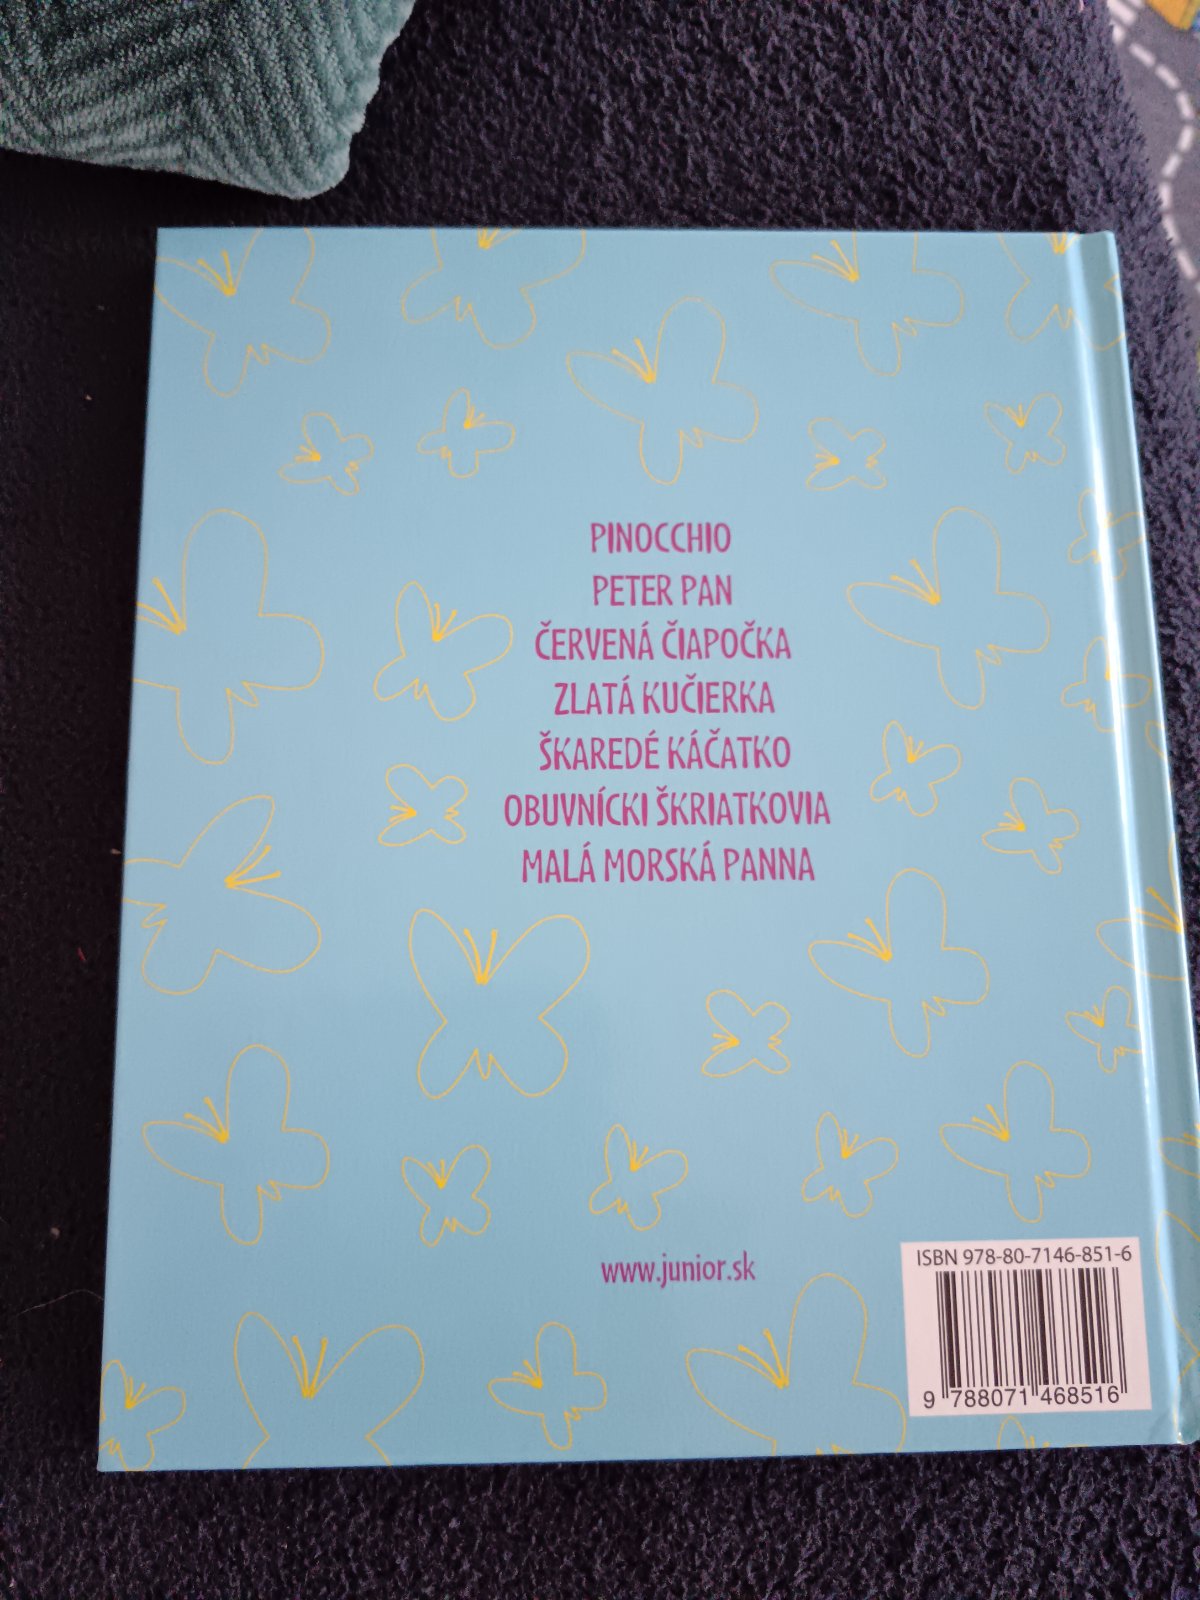 PINOCCHIO
PETER PAN
ČERVENÁ ČIAPOČKA
ZLATÁ KUČIERKA
ŠKAREDÉ KÁČATKO
OBUVNÍCKI ŠKRIATKOVIA
MALÁ MORSKÁ PANNA
www.junior.sk
ISBN 978-80-7146-851-6
9 788071 468516